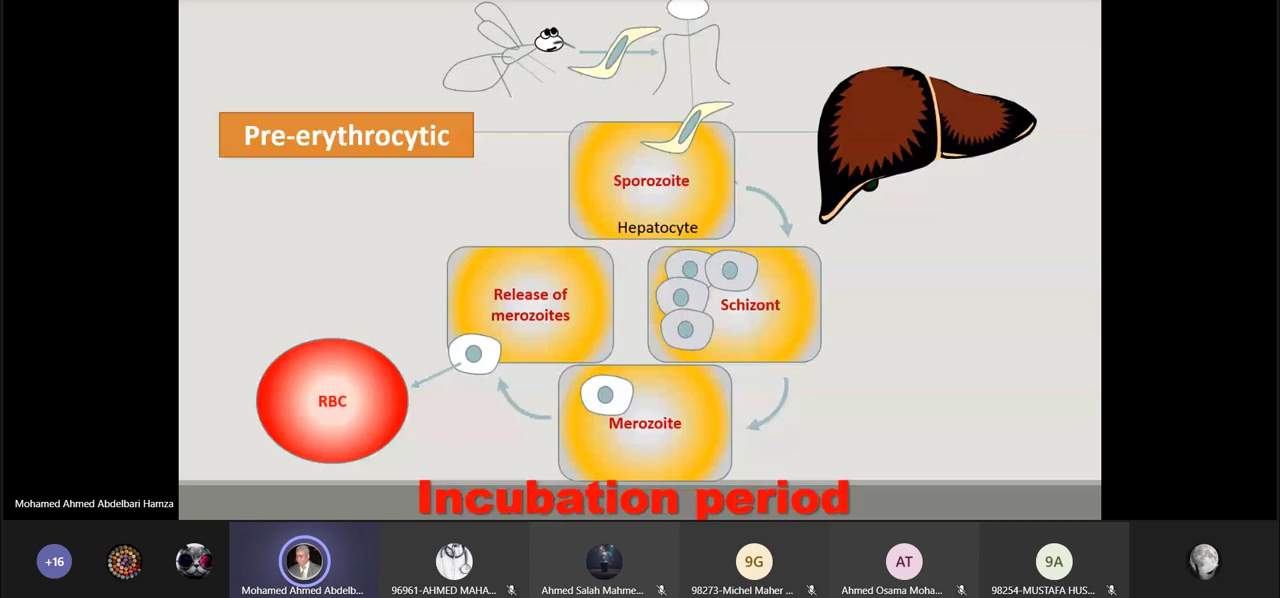 Pre-erythrocytic
Sporozoite
Hepatocyte
Release of
merozoites
Schizont
RBC
Merozoite
Incubation period
Mohamed Ahmed Abdelbari Hamza
+16
9G
AT
9A
Mohamed Ahmed Abdelb...
96961-AHMED MAHA...
Ahmed Salah Mahme...
98273-Michel Maher ...
Ahmed Osama Moha...
98254-MUSTAFA HUS...